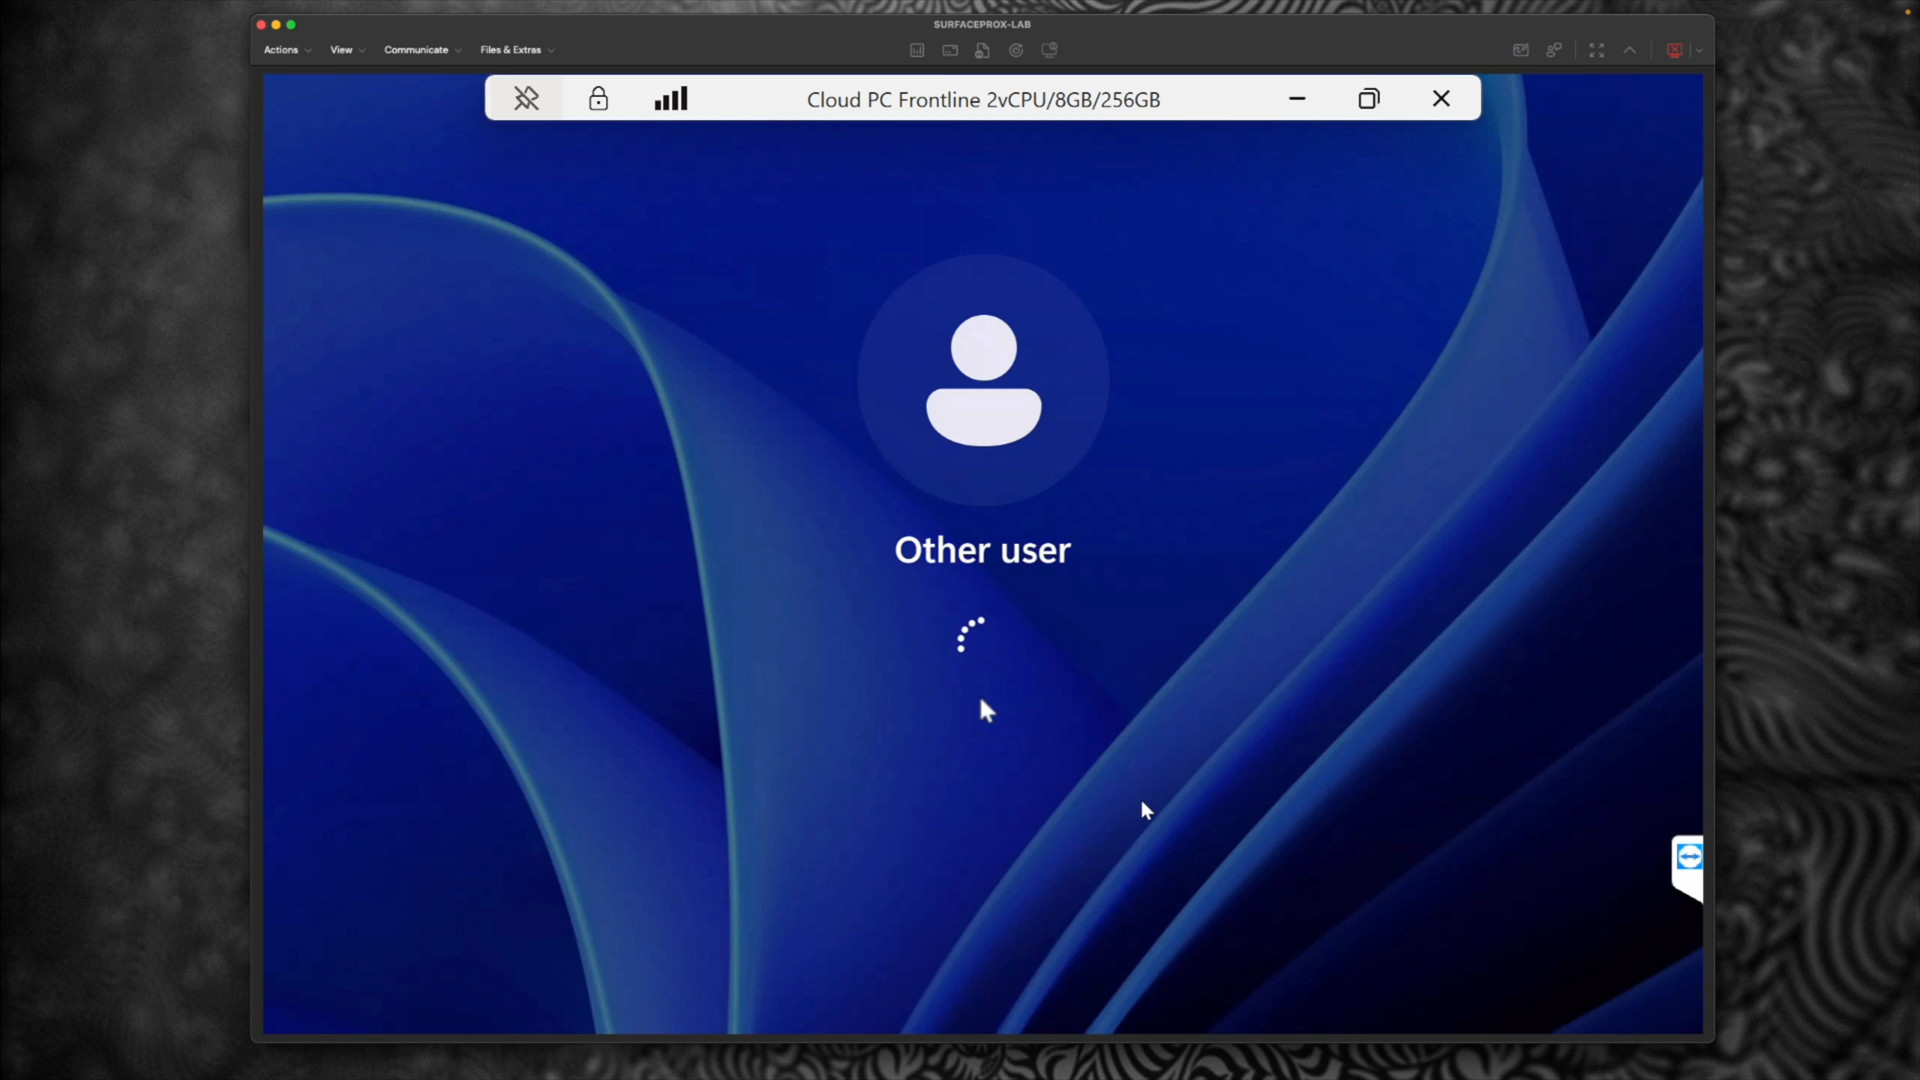 SURFACEPROX-LAB
Actions View Communicate Files & Extras
Cloud PC Frontline 2vCPU/8GB/256GB
Other user